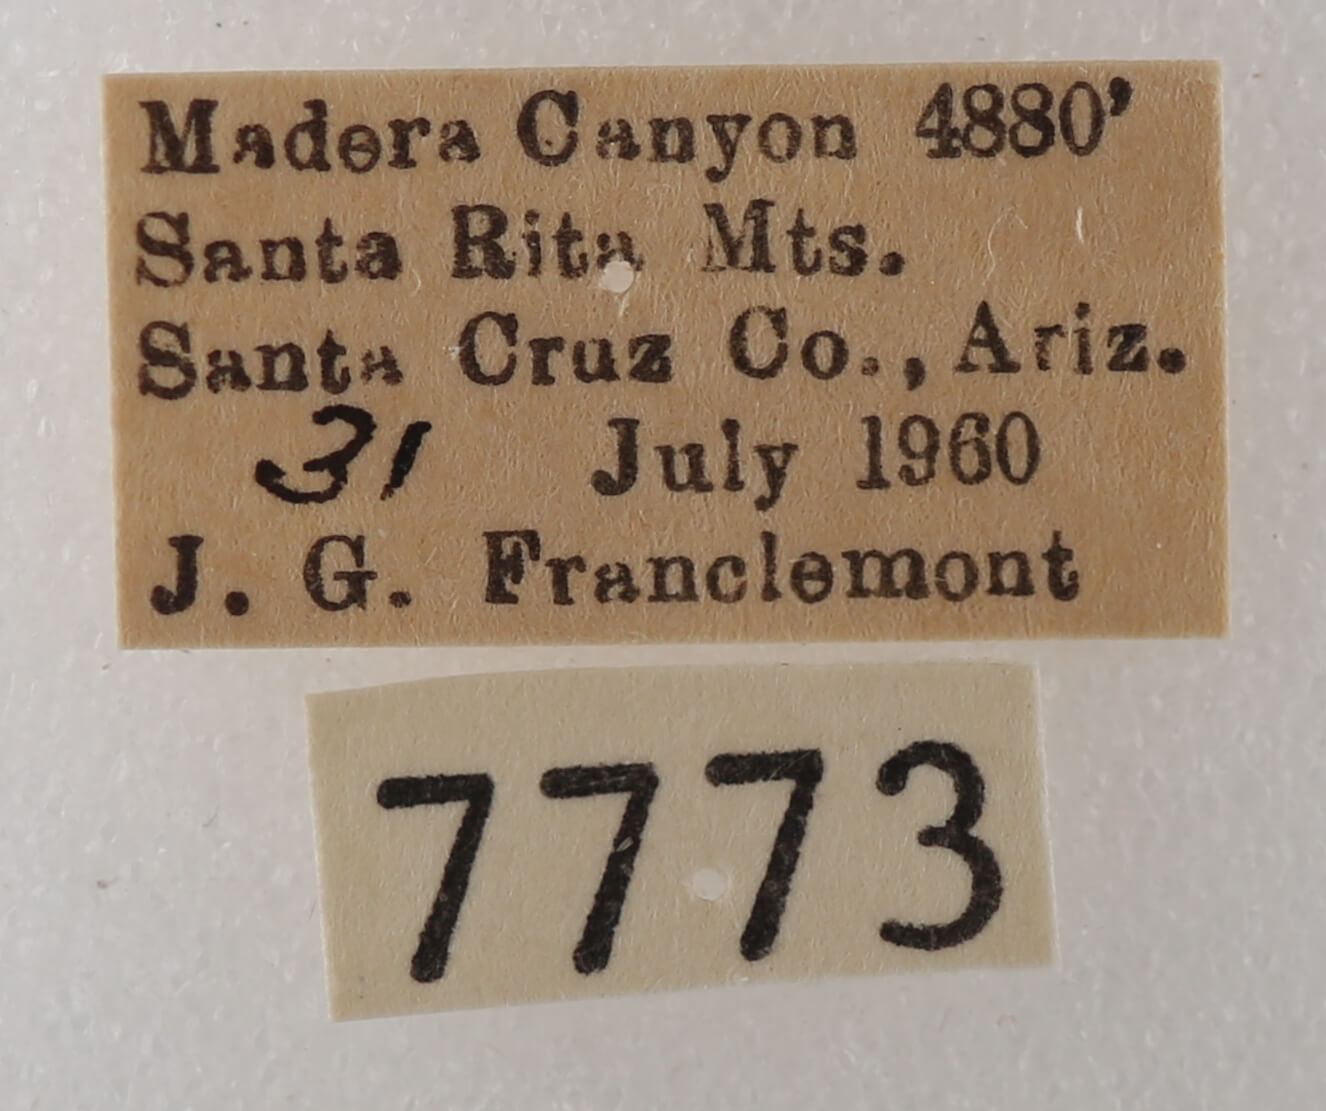 Madera Canyon 4880'
Santa Rita Mts.
Santa Cruz Co., Ariz.
31 July 1960
J. G. Franclemont
7773